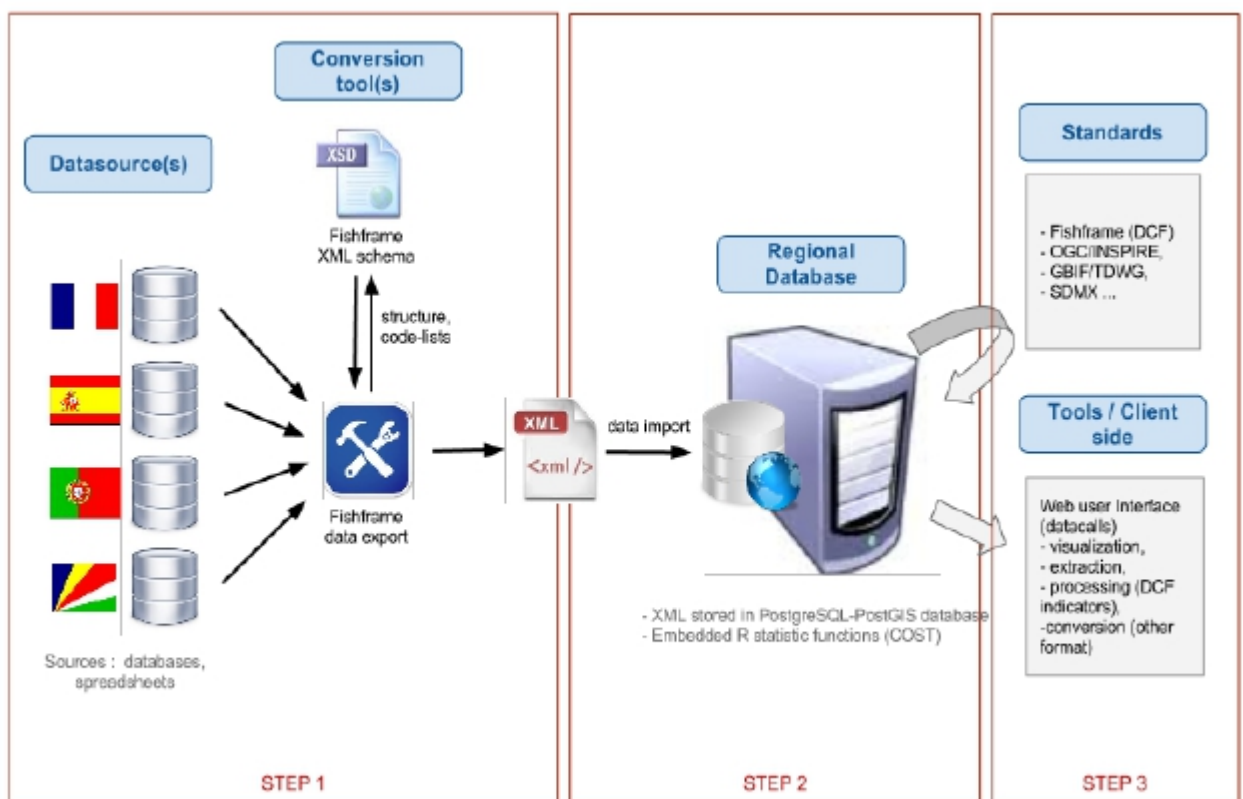 Conversion
tool(s)
Datasource(s)
XSD
Fishframe
XML schema
structure,
code-lists
Fishframe
data export
Sources : databases,
spreadsheets
STEP 1
XML
<xml />
data import
Regional
Database
- XML stored in PostgreSQL-PostGIS database
- Embedded R statistic functions (COST)
STEP 2
Standards
- Fishframe (DCF)
- OGC/INSPIRE,
- GBIF/TDWG,
- SDMX ...
Tools / Client
side
Web user Interface
(datacalls)
- visualization,
- extraction,
- processing (DCF
indicators),
-conversion (other
format)
STEP 3